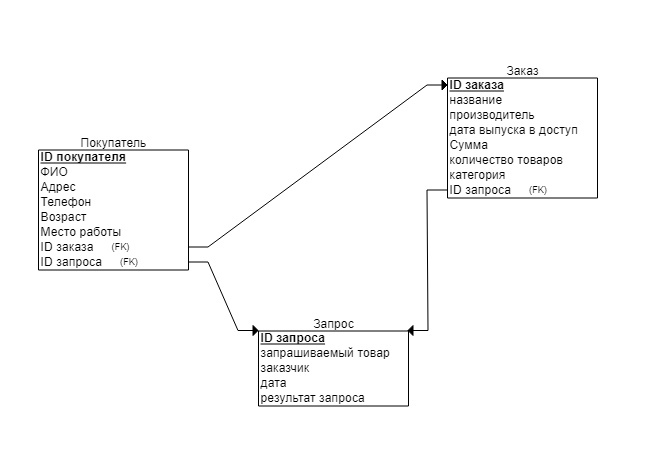 Заказ
ID заказа
название
производитель
дата выпуска в доступ
Сумма
количество товаров
категория
ID запроса (FK)
Покупатель
ID покупателя
ФИО
Адрес
Телефон
Возраст
Место работы
ID заказа (FK)
ID запроса (FK)
Запрос
ID запроса
запрашиваемый товар
заказчик
дата
результат запроса